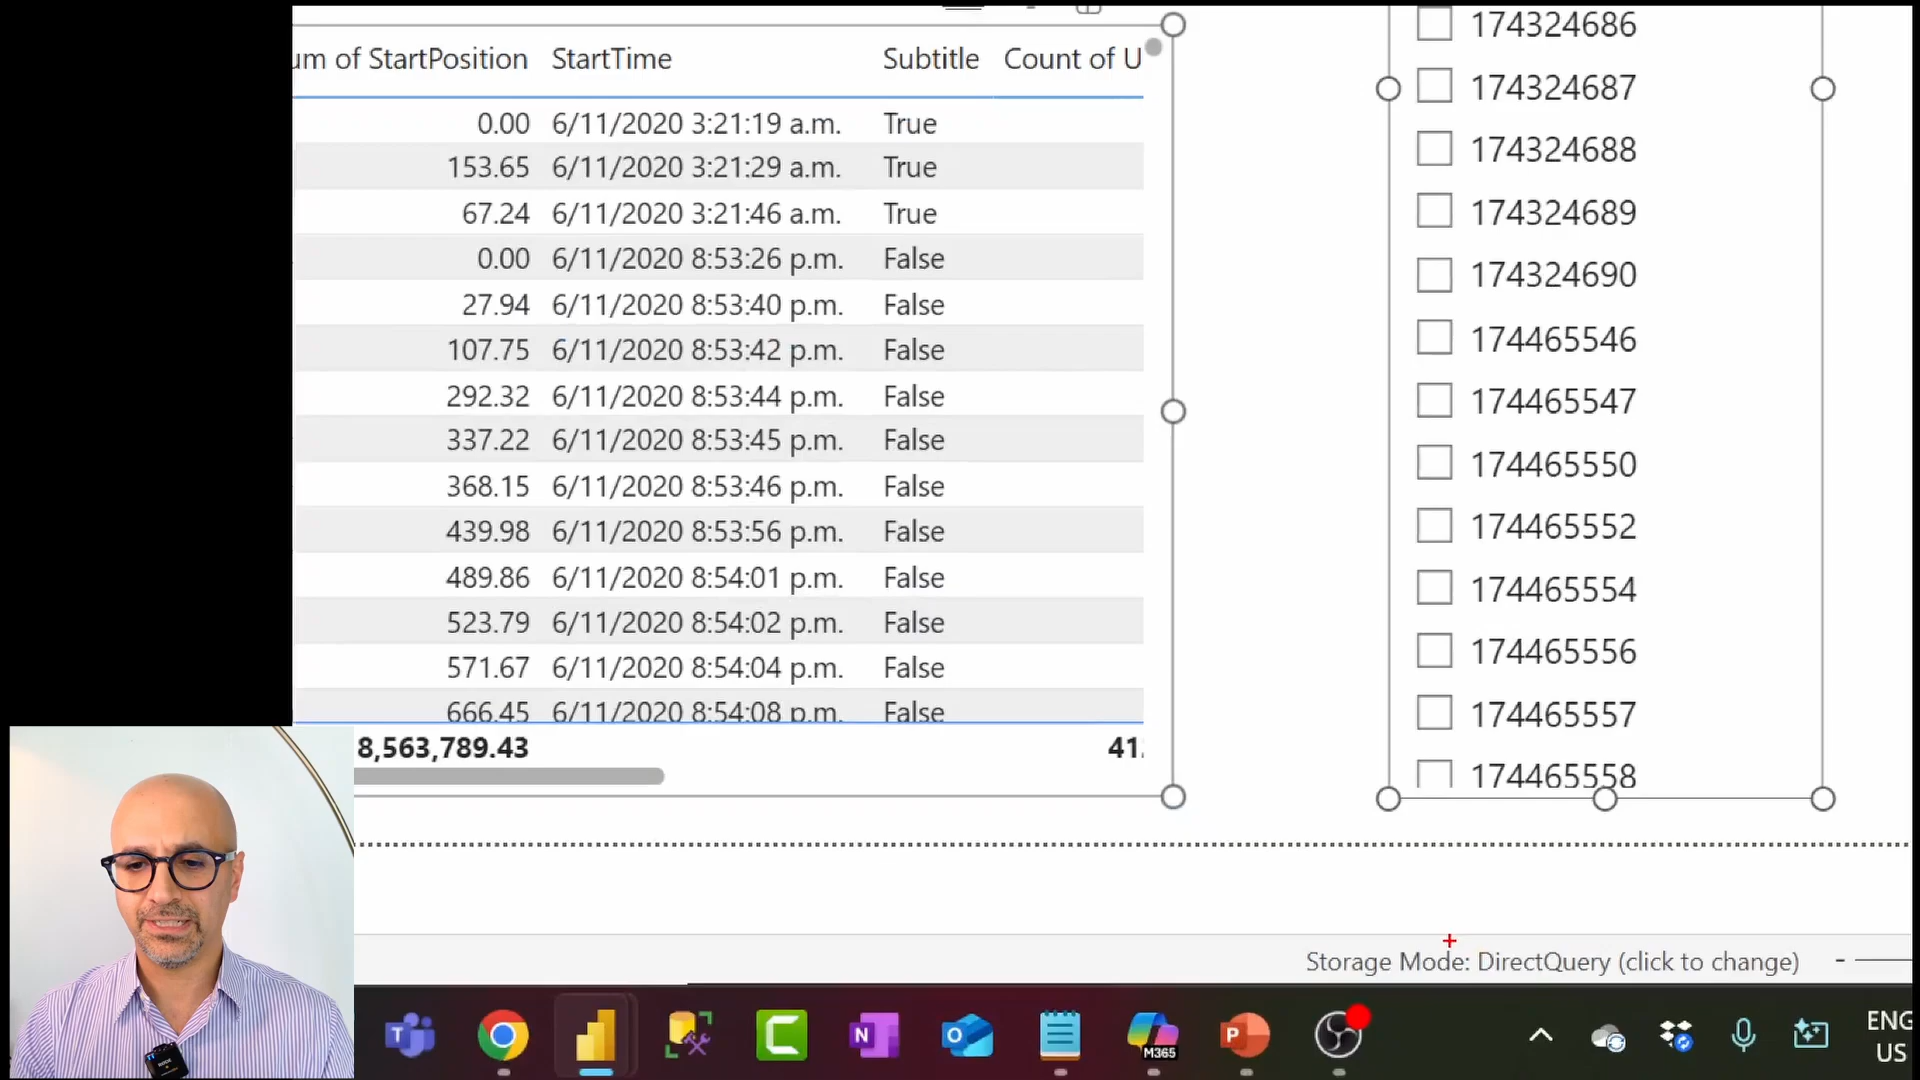 um of StartPosition StartTime Subtitle Count of U
0.00 6/11/2020 3:21:19 a.m. True
153.65 6/11/2020 3:21:29 a.m. True
67.24 6/11/2020 3:21:46 a.m. True
0.00 6/11/2020 8:53:26 p.m. False
27.94 6/11/2020 8:53:40 p.m. False
107.75 6/11/2020 8:53:42 p.m. False
292.32 6/11/2020 8:53:44 p.m. False
337.22 6/11/2020 8:53:45 p.m. False
368.15 6/11/2020 8:53:46 p.m. False
439.98 6/11/2020 8:53:56 p.m. False
489.86 6/11/2020 8:54:01 p.m. False
523.79 6/11/2020 8:54:02 p.m. False
571.67 6/11/2020 8:54:04 p.m. False
666.45 6/11/2020 8:54:08 p.m. False
8,563,789.43 41
174324686
174324687
174324688
174324689
174324690
174465546
174465547
174465550
174465552
174465554
174465556
174465557
174465558
Storage Mode: DirectQuery (click to change)
T
C
N
O
M365
P
ENG
US